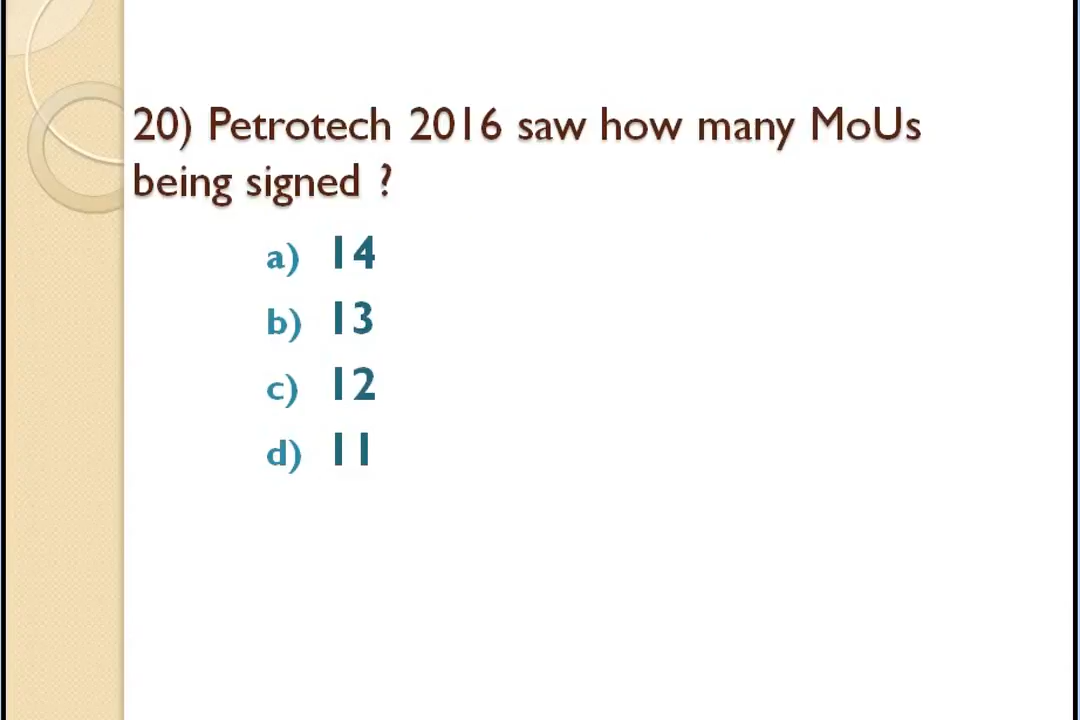 20) Petrotech 2016 saw how many MoUs
being signed ?
a) 14
b) 13
c) 12
d) 11